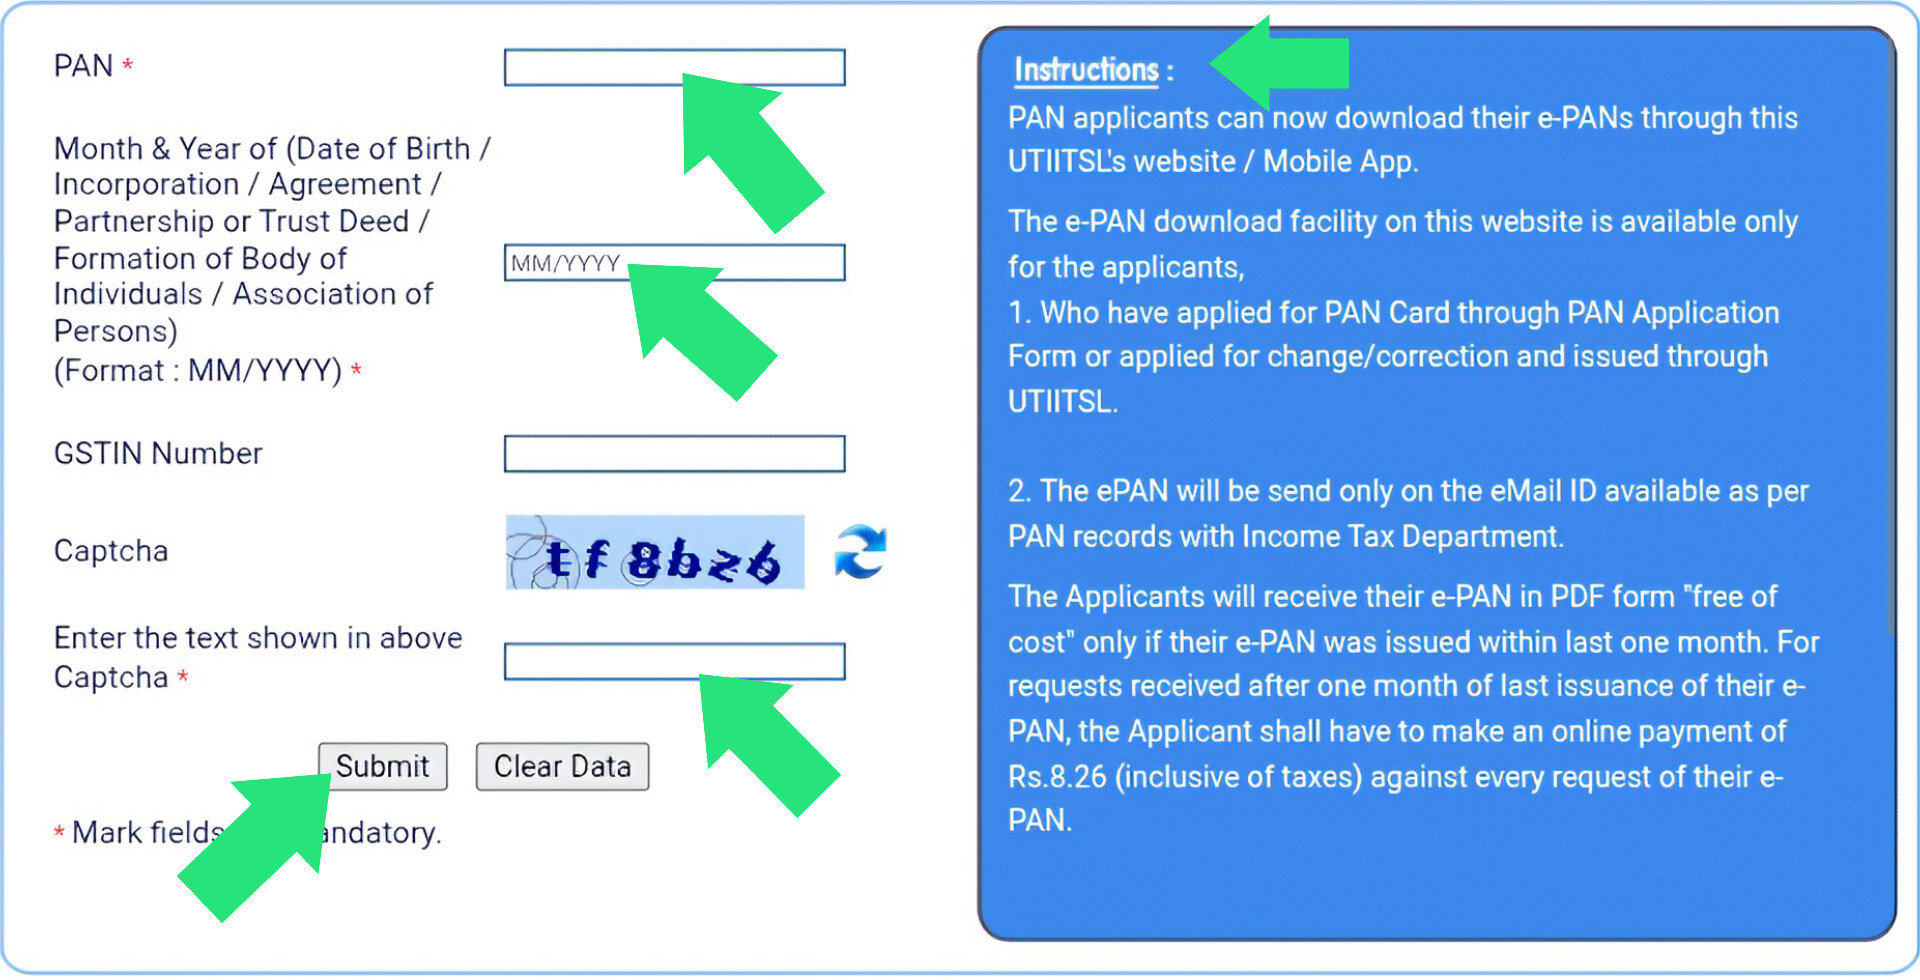 PAN *
Month & Year of (Date of Birth /
Incorporation / Agreement /
Partnership or Trust Deed /
Formation of Body of
Individuals / Association of
Persons)
(Format : MM/YYYY) *
MM/YYYY
GSTIN Number
Captcha
tf8bz6
Enter the text shown in above
Captcha *
Submit
Clear Data
* Mark fields
Instructions :
PAN applicants can now download their e-PANs through this
UTIITSL's website / Mobile App.
The e-PAN download facility on this website is available only
for the applicants,
1. Who have applied for PAN Card through PAN Application
Form or applied for change/correction and issued through
UTIITSL.
2. The ePAN will be send only on the eMail ID available as per
PAN records with Income Tax Department.
The Applicants will receive their e-PAN in PDF form "free of
cost" only if their e-PAN was issued within last one month. For
requests received after one month of last issuance of their e-
PAN, the Applicant shall have to make an online payment of
Rs.8.26 (inclusive of taxes) against every request of their e-
PAN.